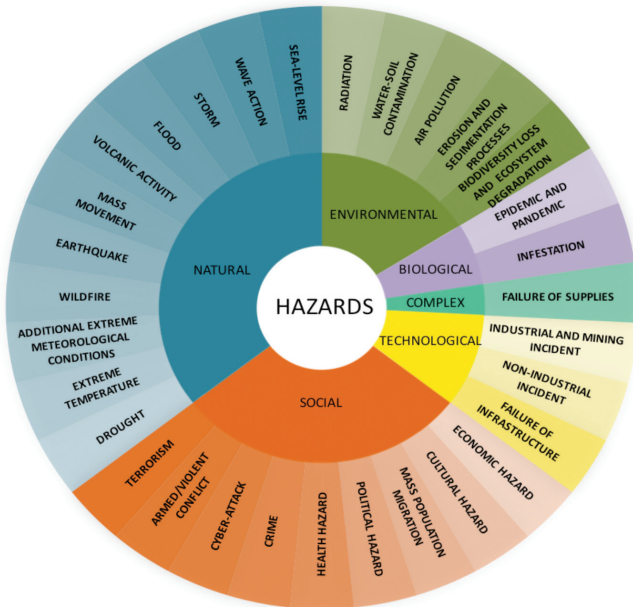 HAZARDS
NATURAL
SEA-LEVEL RISE
WAVE ACTION
STORM
FLOOD
VOLCANIC ACTIVITY
MASS
MOVEMENT
EARTHQUAKE
WILDFIRE
ADDITIONAL EXTREME
METEOROLOGICAL
CONDITIONS
EXTREME
TEMPERATURE
DROUGHT
ENVIRONMENTAL
RADIATION
WATER-SOIL
CONTAMINATION
AIR POLLUTION
EROSION AND
SEDIMENTATION
PROCESSES
BIODIVERSITY LOSS
AND ECOSYSTEM
DEGRADATION
BIOLOGICAL
EPIDEMIC AND
PANDEMIC
INFESTATION
COMPLEX
FAILURE OF SUPPLIES
TECHNOLOGICAL
INDUSTRIAL AND MINING
INCIDENT
NON-INDUSTRIAL
INCIDENT
FAILURE OF
INFRASTRUCTURE
SOCIAL
ECONOMIC HAZARD
CULTURAL HAZARD
MASS POPULATION
MIGRATION
POLITICAL HAZARD
HEALTH HAZARD
CRIME
CYBER-ATTACK
ARMED/VIOLENT
CONFLICT
TERRORISM